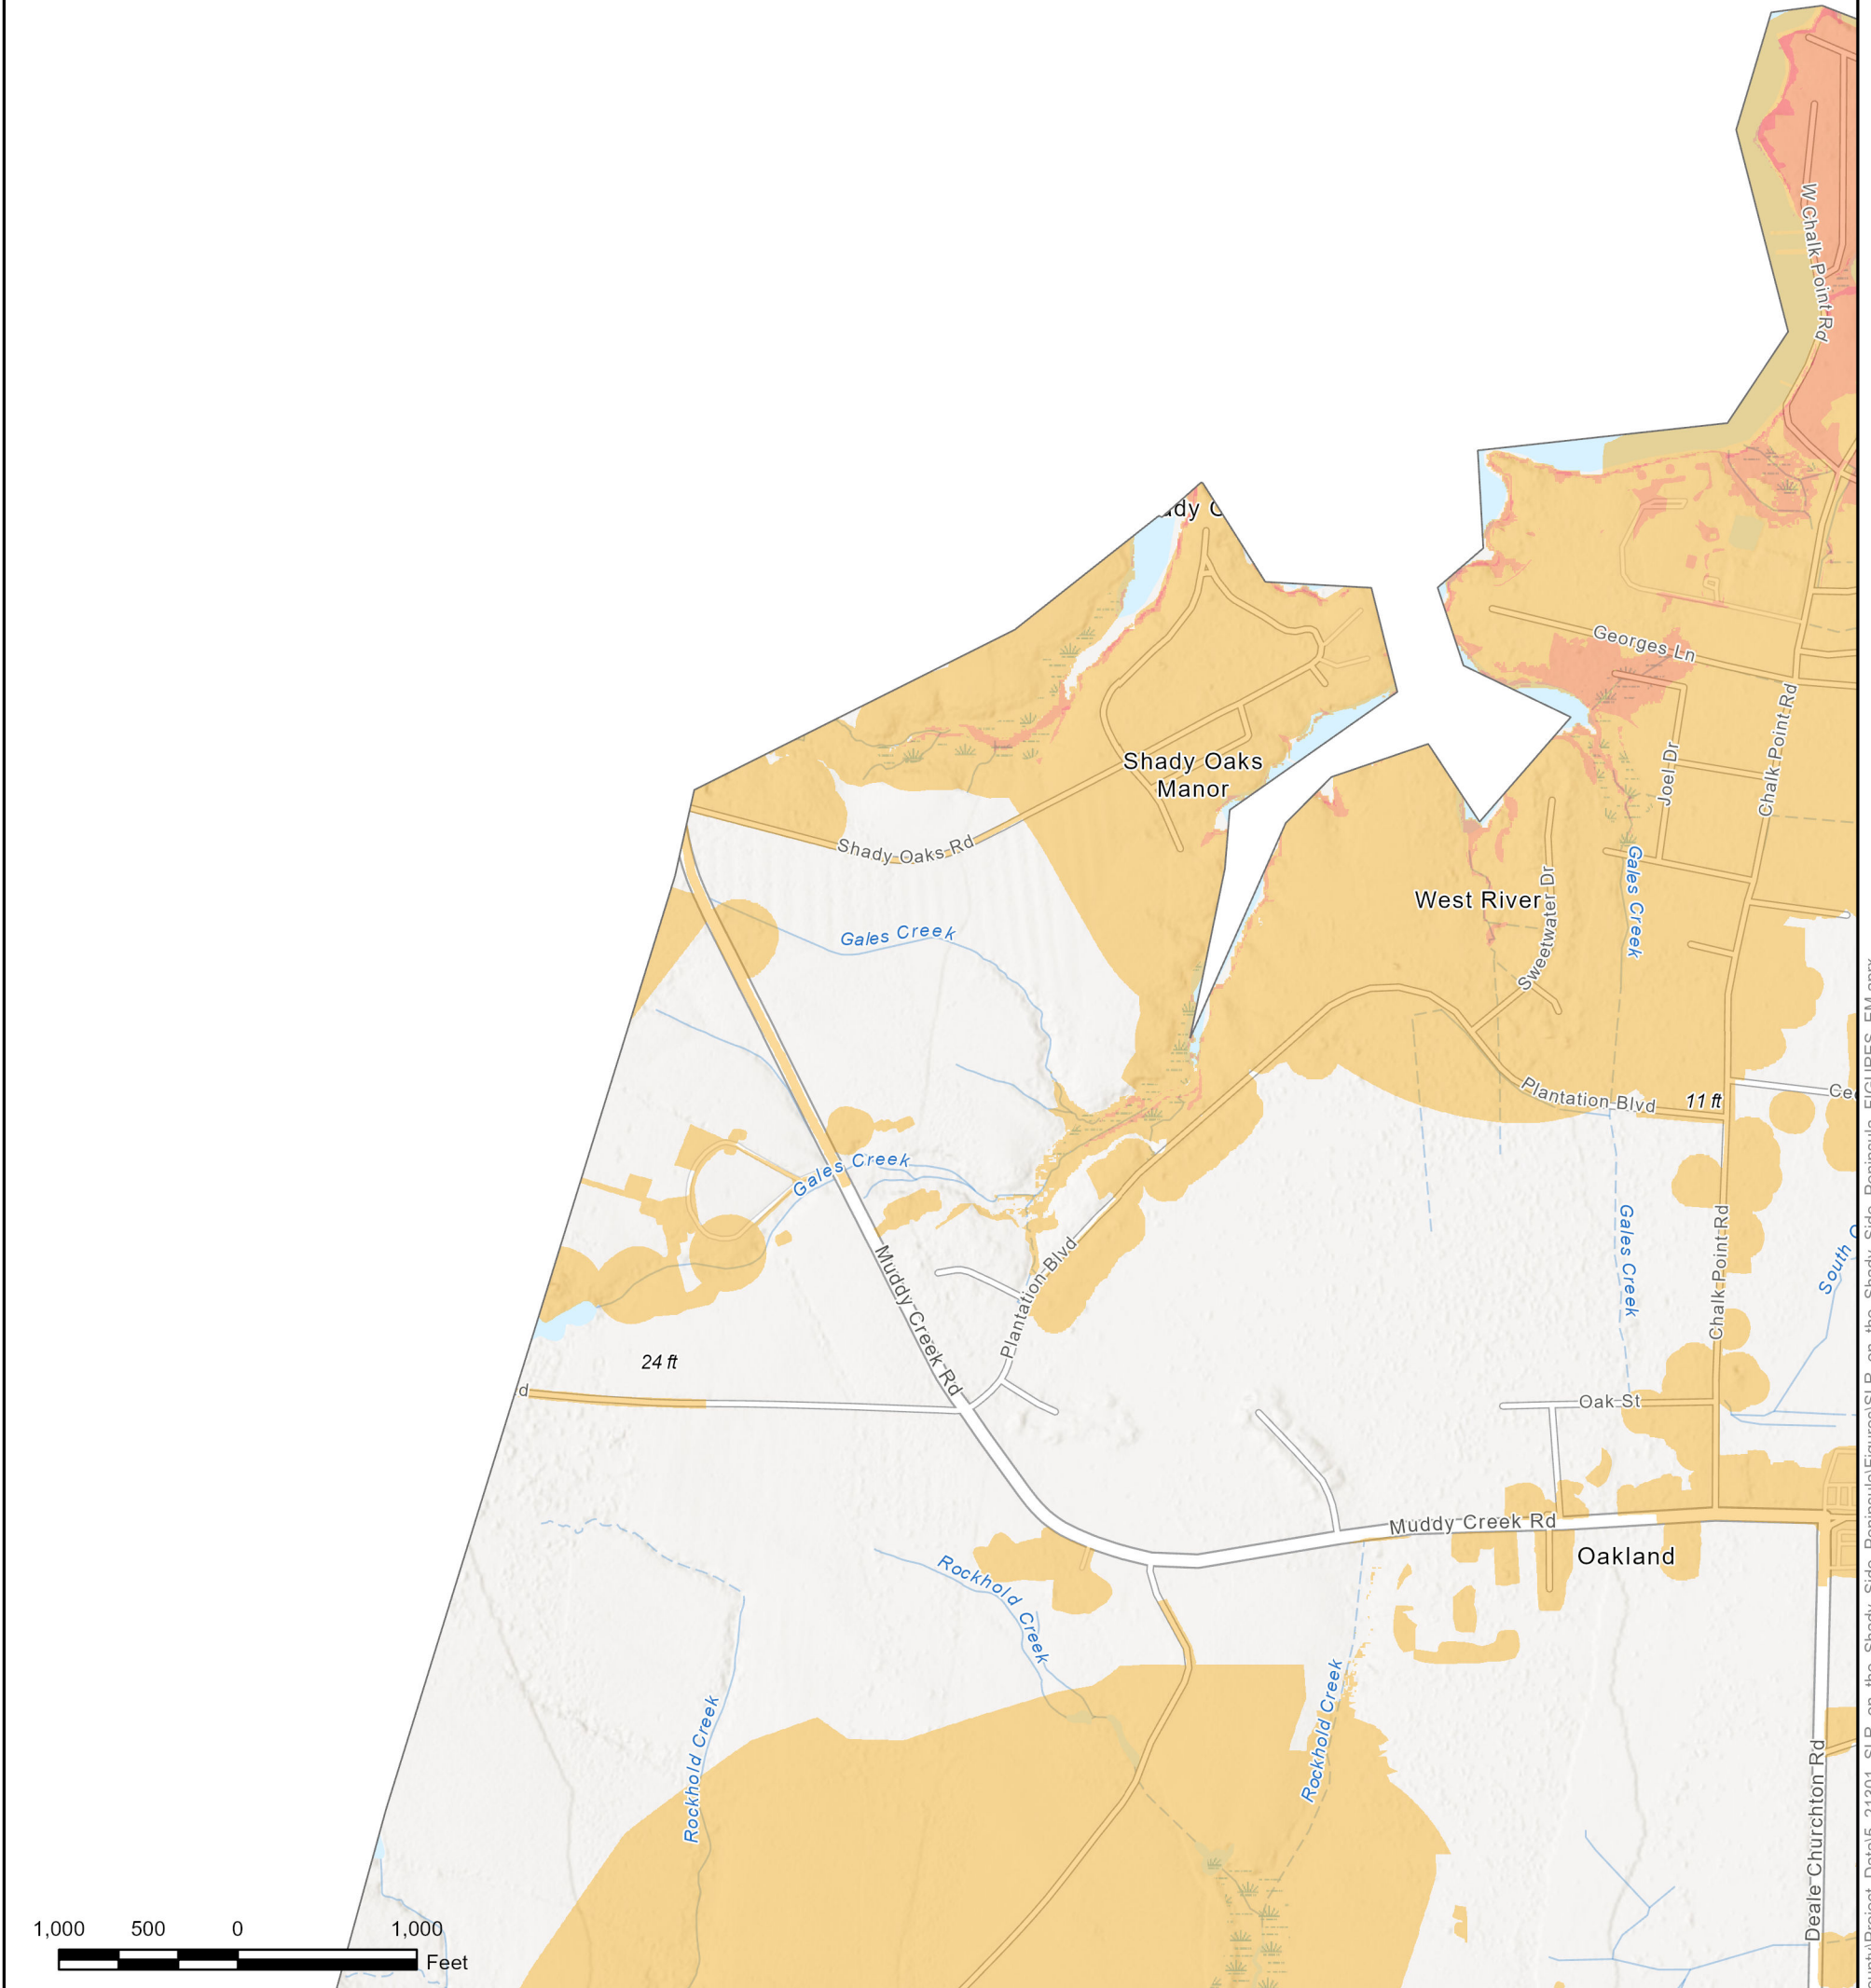 W Chalk Point Rd
ady C
Georges Ln
Chalk Point Rd
Joel Dr
Shady Oaks
Manor
Shady Oaks Rd
Gales Creek
West River
Sweetwater Dr
Gales Creek
Plantation Blvd
11 ft
Gales Creek
Muddy Creek Rd
Plantation Blvd
Gales Creek
Chalk Point Rd
South
24 ft
d
Oak St
Muddy Creek Rd
Oakland
Rockhold Creek
Rockhold Creek
Rockhold Creek
Deale Churchton Rd
1,000 500 0 1,000
Feet